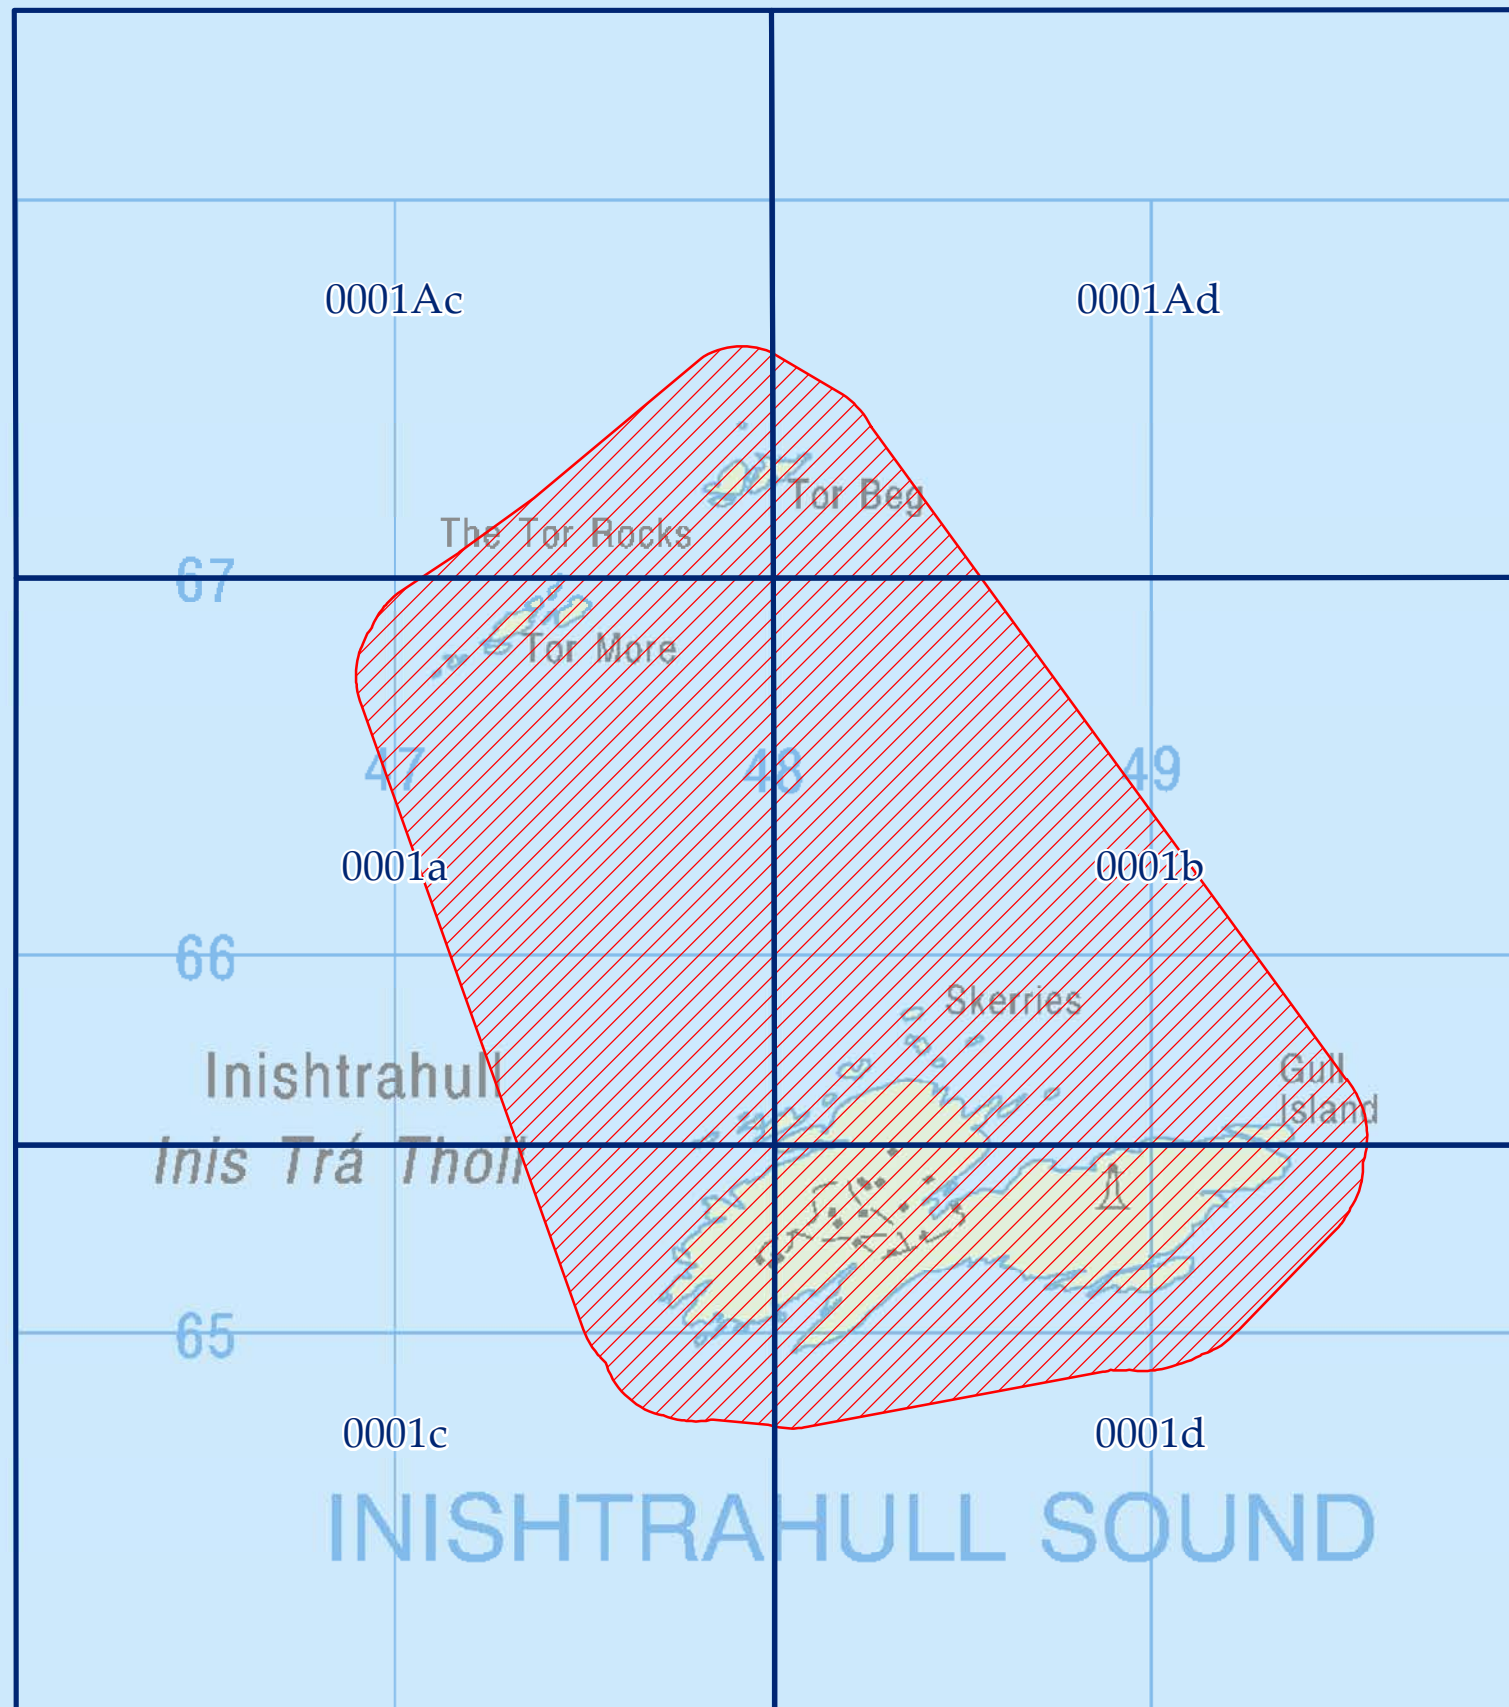 0001Ac
0001Ad
Tor Beg
The Tor Rocks
67
Tor More
47
48
49
0001a
0001b
66
Skerries
Inishtrahull
Gull
Island
Inis Trá Tholl
65
0001c
0001d
INISHTRAHULL SOUND